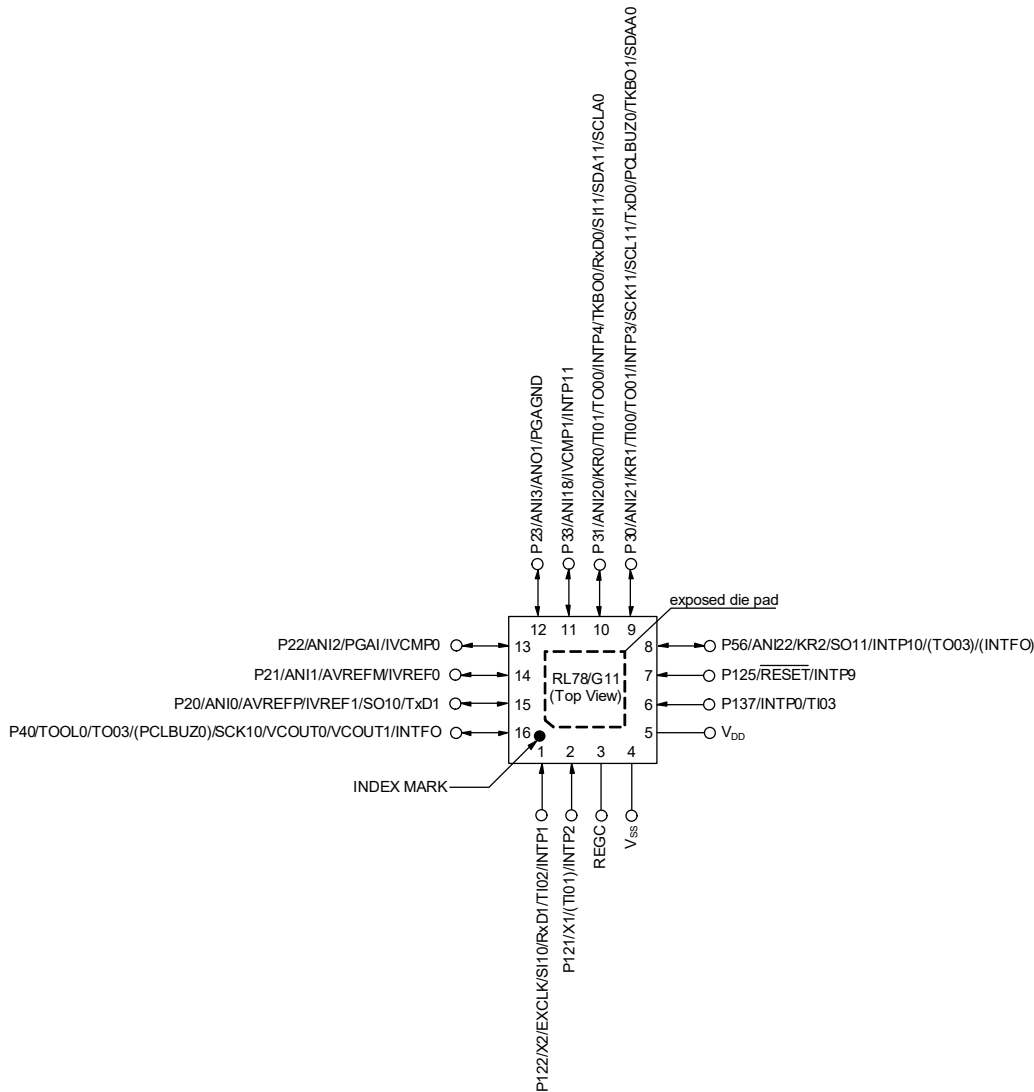 P23/ANI3/ANO1/PGAGND
P33/ANI18/IVCMP1/INTP11
P31/ANI20/KR0/TI01/TO00/INTP4/TKBO0/RxD0/SI11/SDA11/SCLA0
P30/ANI21/KR1/TI00/TO01/INTP3/SCK11/SCL11/TxD0/PCLBUZ0/TKBO1/SDAA0
exposed die pad
12 11 10 9
P22/ANI2/PGAI/IVCMP0 13
8 P56/ANI22/KR2/SO11/INTP10/(TO03)/(INTFO)
P21/ANI1/AVREFM/IVREF0 14
RL78/G11
(Top View)
7 P125/RESET/INTP9
P20/ANI0/AVREFP/IVREF1/SO10/TxD1 15
6 P137/INTP0/TI03
P40/TOOL0/TO03/(PCLBUZ0)/SCK10/VCOUT0/VCOUT1/INTFO 16
5 VDD
1 2 3 4
INDEX MARK
P122/X2/EXCLK/SI10/RxD1/TI02/INTP1
P121/X1/(TI01)/INTP2
REGC
VSS